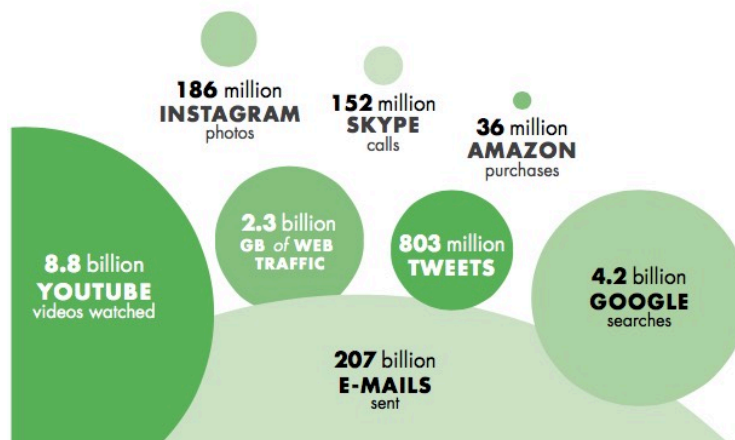 186 million
INSTAGRAM
photos
152 million
SKYPE
calls
36 million
AMAZON
purchases
8.8 billion
YOUTUBE
videos watched
2.3 billion
GB of WEB
TRAFFIC
803 million
TWEETS
4.2 billion
GOOGLE
searches
207 billion
E-MAILS
sent